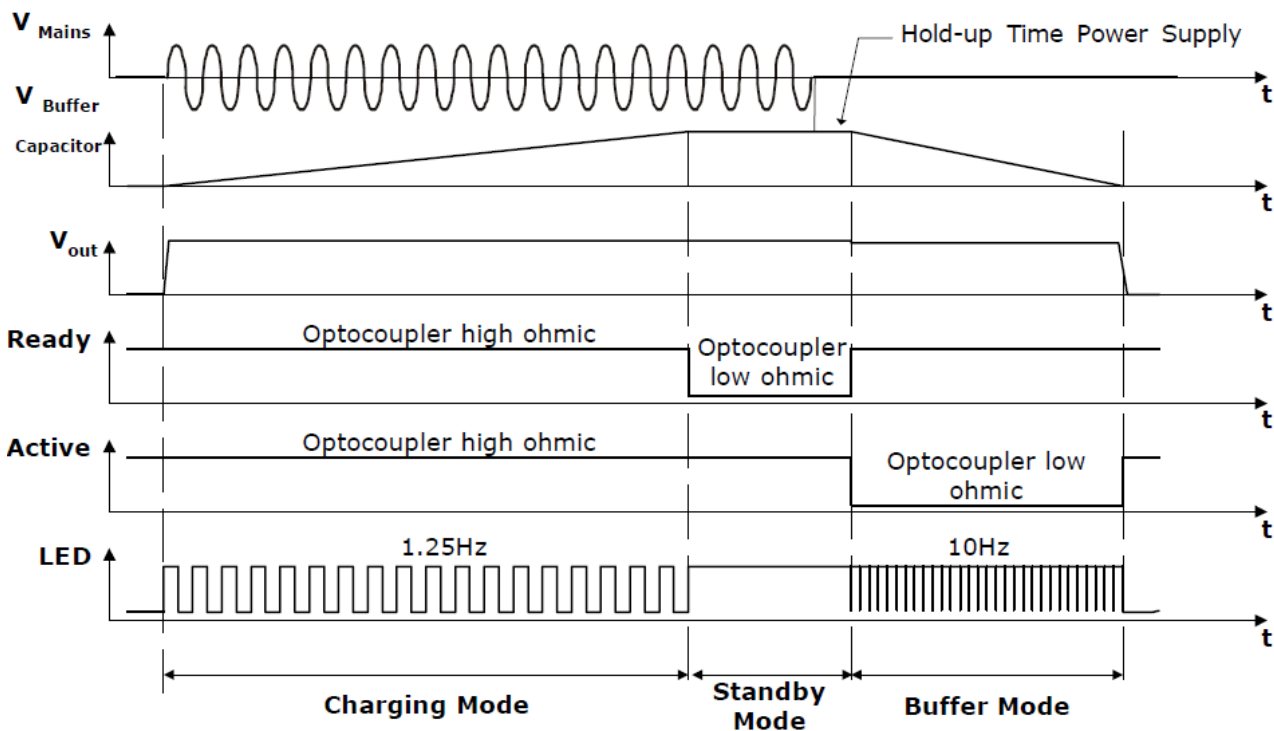 V Mains
Hold-up Time Power Supply
t
V Buffer
Capacitor
t
Vout
t
Ready
Optocoupler high ohmic
Optocoupler
low ohmic
t
Active
Optocoupler high ohmic
Optocoupler low
ohmic
t
LED
1.25Hz
10Hz
t
Charging Mode
Standby
Mode
Buffer Mode